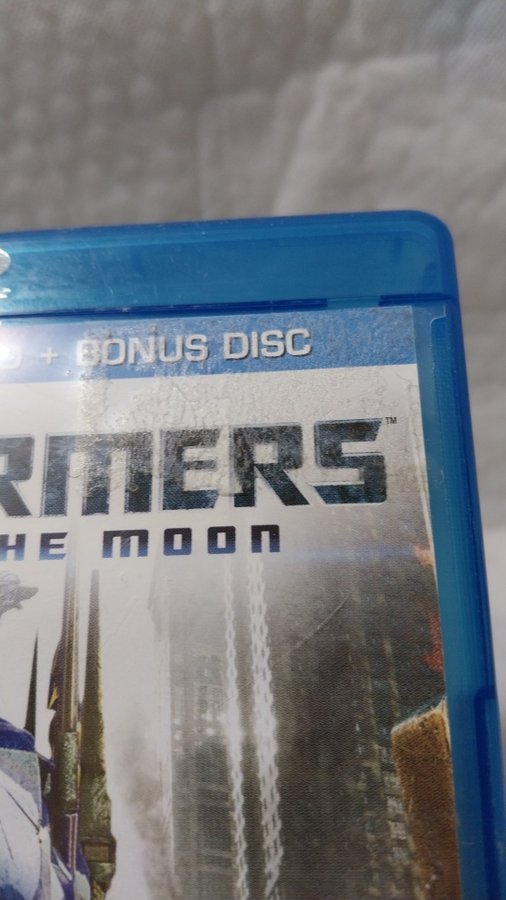 + BONUS DISC
RMERS™
HE MOON